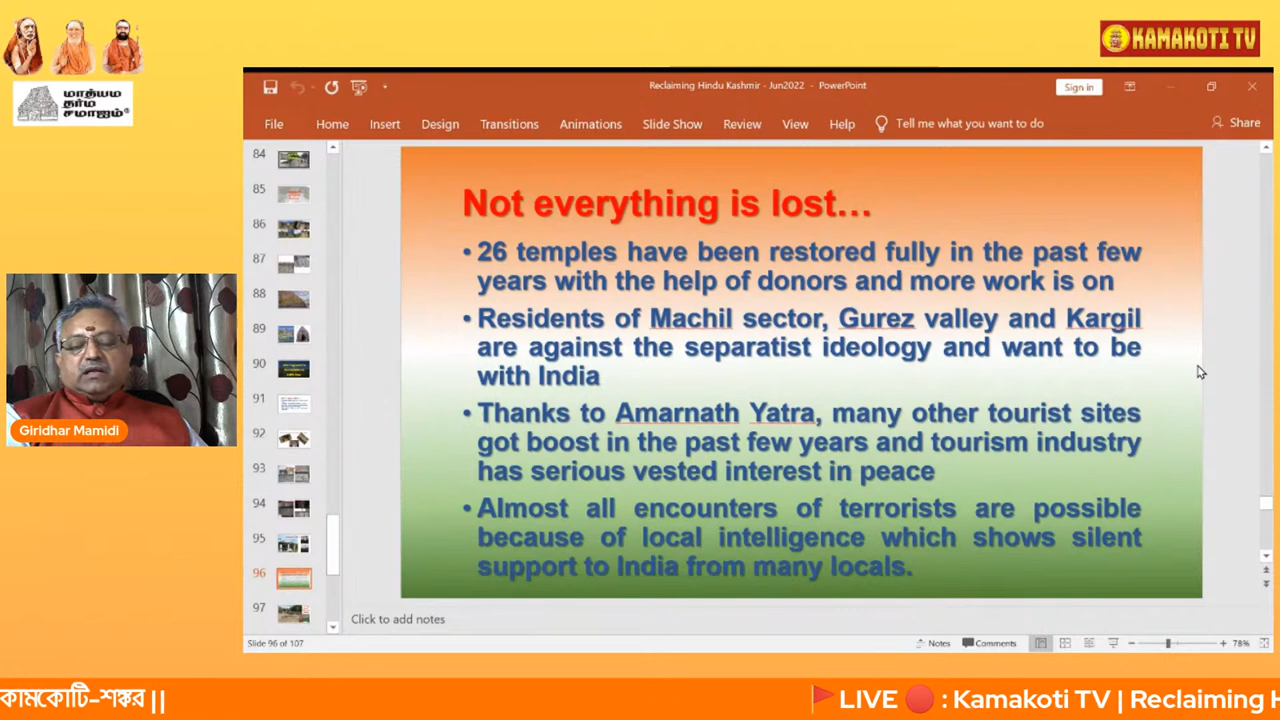 KAMAKOTI TV
மாத்யம
தர்ம
சமாஜம்®
Reclaiming Hindu Kashmir - Jun2022 - PowerPoint
Sign in
File Home Insert Design Transitions Animations Slide Show Review View Help Tell me what you want to do Share
84
85
86
87
88
89
90
91
92
93
94
95
96
97
Not everything is lost…
• 26 temples have been restored fully in the past few
years with the help of donors and more work is on
• Residents of Machil sector, Gurez valley and Kargil
are against the separatist ideology and want to be
with India
• Thanks to Amarnath Yatra, many other tourist sites
got boost in the past few years and tourism industry
has serious vested interest in peace
• Almost all encounters of terrorists are possible
because of local intelligence which shows silent
support to India from many locals.
Giridhar Mamidi
Click to add notes
Slide 96 of 107
Notes Comments 78%
কামকোটি-শঙ্কর ||
LIVE : Kamakoti TV | Reclaiming H